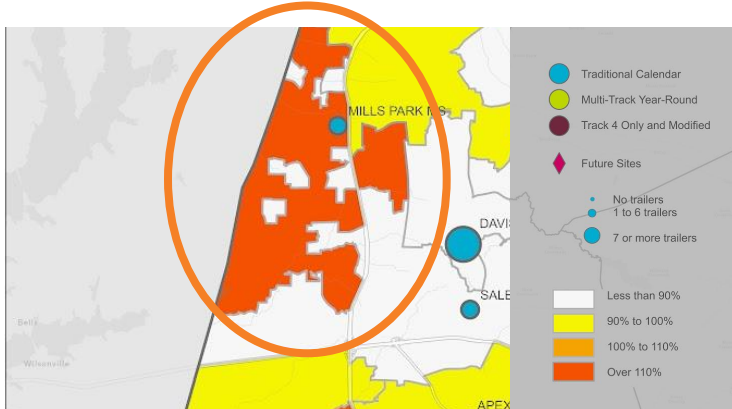 MILLS PARK MS
DAVIS
SALE
APEX
Bells
Wilsonville
Traditional Calendar
Multi-Track Year-Round
Track 4 Only and Modified
Future Sites
No trailers
1 to 6 trailers
7 or more trailers
Less than 90%
90% to 100%
100% to 110%
Over 110%